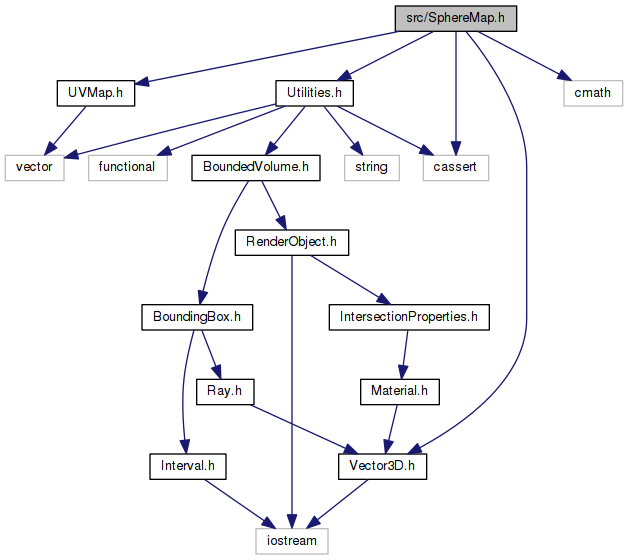 src/SphereMap.h
UVMap.h
Utilities.h
cmath
vector
functional
BoundedVolume.h
string
cassert
RenderObject.h
BoundingBox.h
IntersectionProperties.h
Ray.h
Material.h
Interval.h
Vector3D.h
iostream